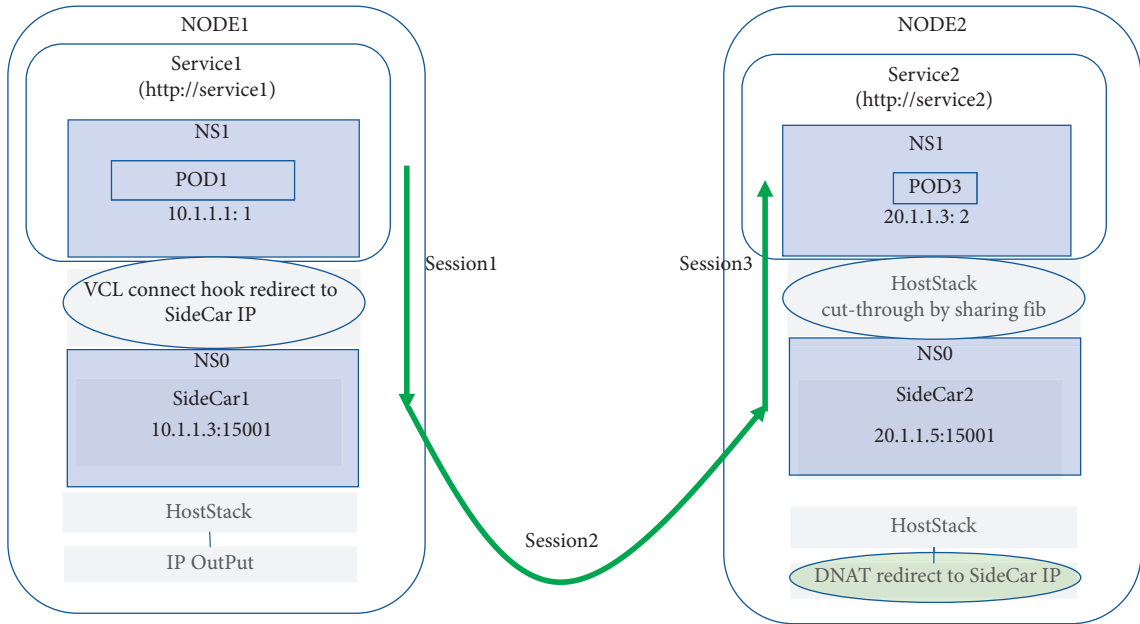 NODE1
Service1
(http://service1)
NS1
POD1
10.1.1.1: 1
VCL connect hook redirect to
SideCar IP
NS0
SideCar1
10.1.1.3:15001
HostStack
IP OutPut
Session1
Session2
Session3
NODE2
Service2
(http://service2)
NS1
POD3
20.1.1.3: 2
HostStack
cut-through by sharing fib
NS0
SideCar2
20.1.1.5:15001
HostStack
DNAT redirect to SideCar IP